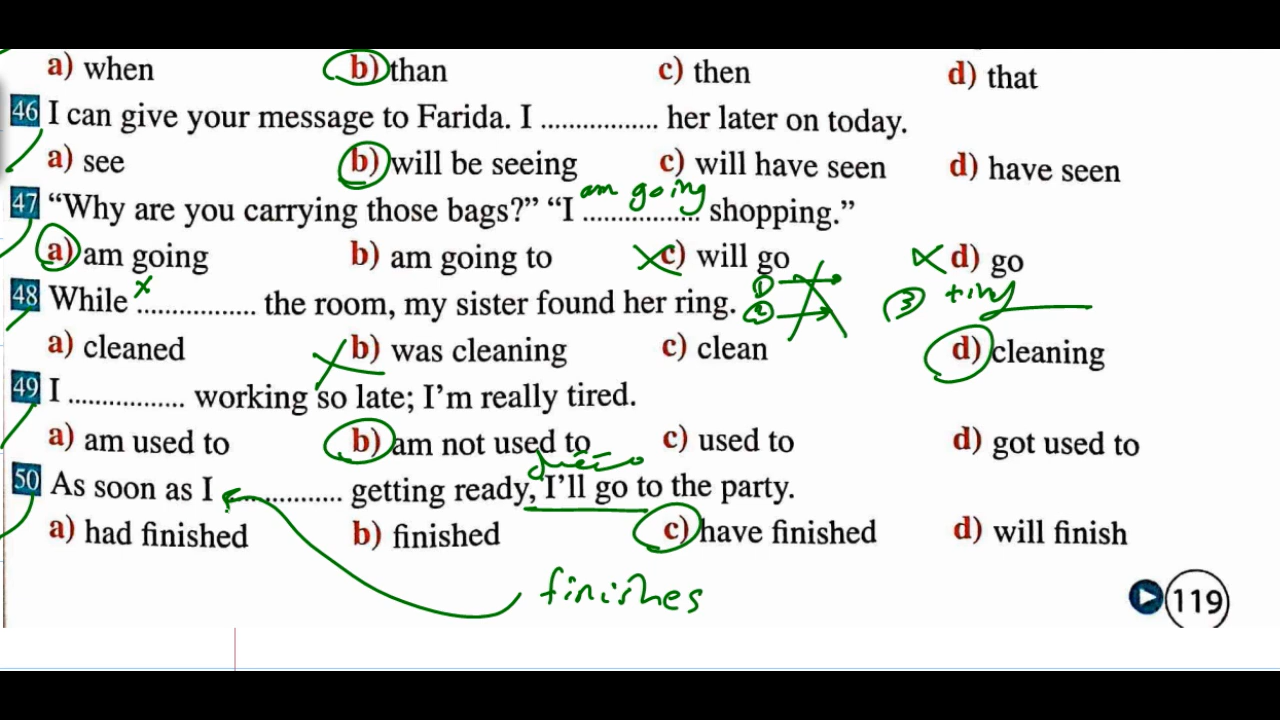 a) when b) than c) then d) that
46 I can give your message to Farida. I .................. her later on today.
a) see b) will be seeing c) will have seen d) have seen
am going
47 “Why are you carrying those bags?” “I .................. shopping.”
a) am going b) am going to c) will go d) go
48 While .................. the room, my sister found her ring. ① ② ③ ting
a) cleaned b) was cleaning c) clean d) cleaning
49 I .................. working so late; I’m really tired.
a) am used to b) am not used to c) used to d) got used to
50 As soon as I .................. getting ready, I’ll go to the party.
a) had finished b) finished c) have finished d) will finish
finishes
119